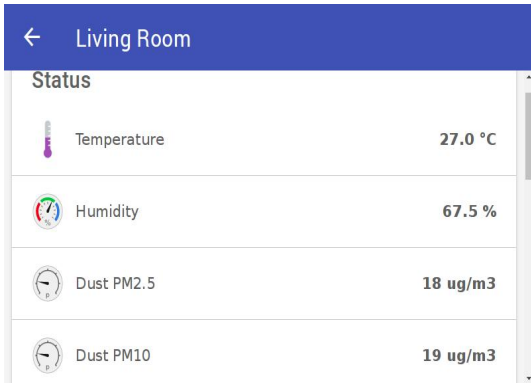 Living Room
Status
Temperature 27.0 °C
Humidity 67.5 %
Dust PM2.5 18 ug/m3
Dust PM10 19 ug/m3